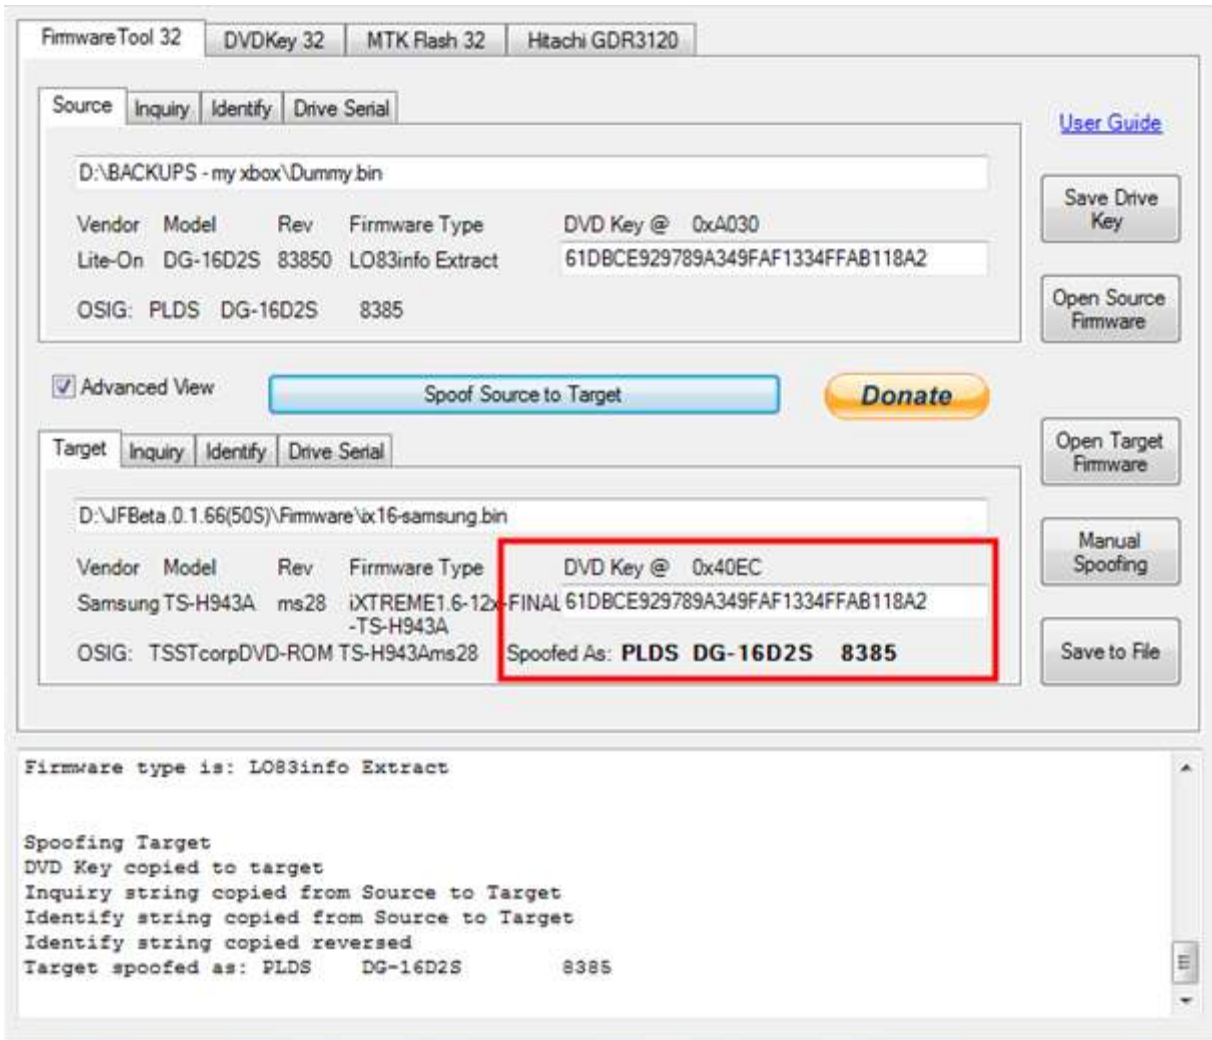 FirmwareTool 32 DVDKey 32 MTK Flash 32 Hitachi GDR3120
Source Inquiry Identify Drive Serial
User Guide
D:\BACKUPS - my xbox\Dummy.bin
Save Drive
Key
Vendor Model Rev Firmware Type DVD Key @ 0xA030
Lite-On DG-16D2S 83850 LO83info Extract 61DBCE929789A349FAF1334FFAB118A2
OSIG: PLDS DG-16D2S 8385
Open Source
Firmware
Advanced View Spoof Source to Target Donate
Target Inquiry Identify Drive Serial
Open Target
Firmware
D:\JFBeta.0.1.66(50S)\Firmware\ix16-samsung.bin
Manual
Spoofing
Vendor Model Rev Firmware Type DVD Key @ 0x40EC
Samsung TS-H943A ms28 iXTREME1.6-12x-FINAL 61DBCE929789A349FAF1334FFAB118A2
-TS-H943A
OSIG: TSSTcorpDVD-ROM TS-H943Ams28 Spoofed As: PLDS DG-16D2S 8385
Save to File
Firmware type is: LO83info Extract
Spoofing Target
DVD Key copied to target
Inquiry string copied from Source to Target
Identify string copied from Source to Target
Identify string copied reversed
Target spoofed as: PLDS DG-16D2S 8385